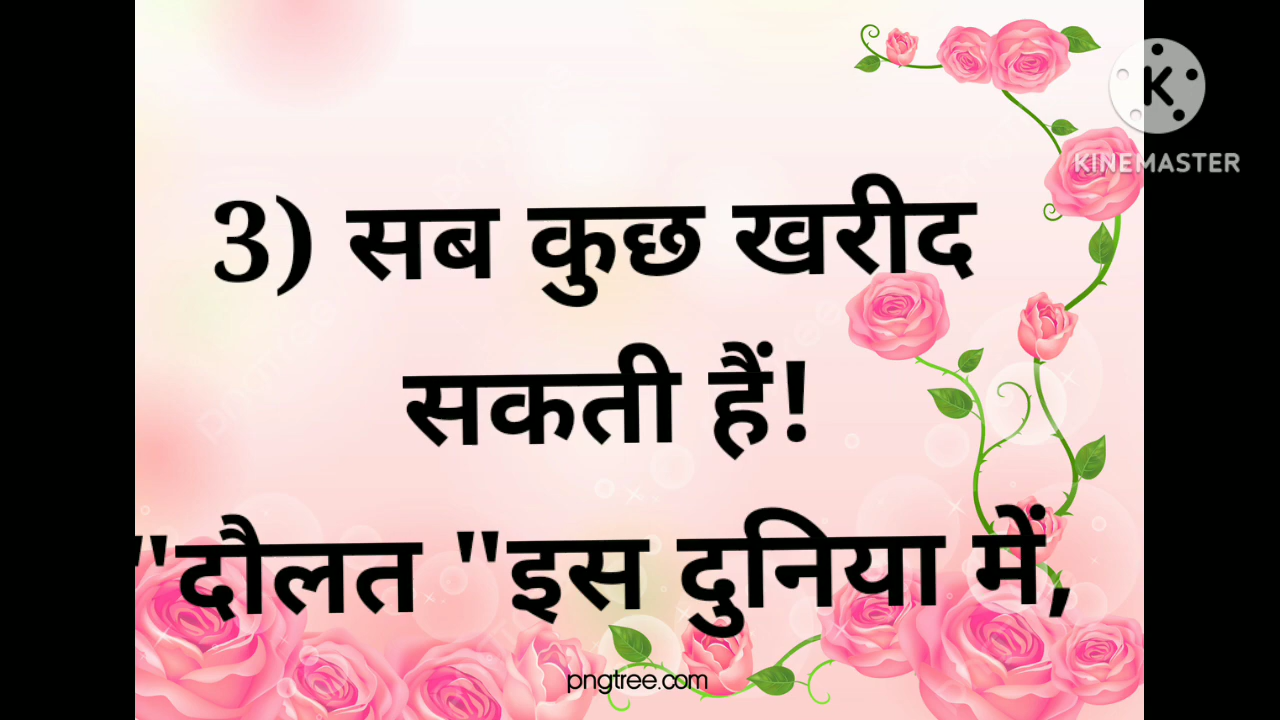 3) सब कुछ खरीद
सकती हैं!
"दौलत "इस दुनिया में,
KINEMASTER
pngtree.com